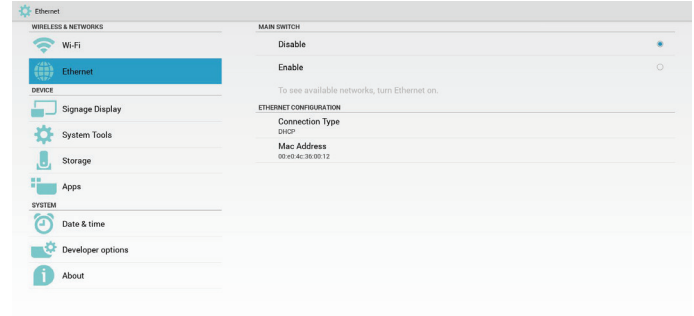 Ethernet
WIRELESS & NETWORKS
Wi-Fi
Ethernet
DEVICE
Signage Display
System Tools
Storage
Apps
SYSTEM
Date & time
Developer options
About
MAIN SWITCH
Disable
Enable
To see available networks, turn Ethernet on.
ETHERNET CONFIGURATION
Connection Type
DHCP
Mac Address
00:e0:4c:36:00:12